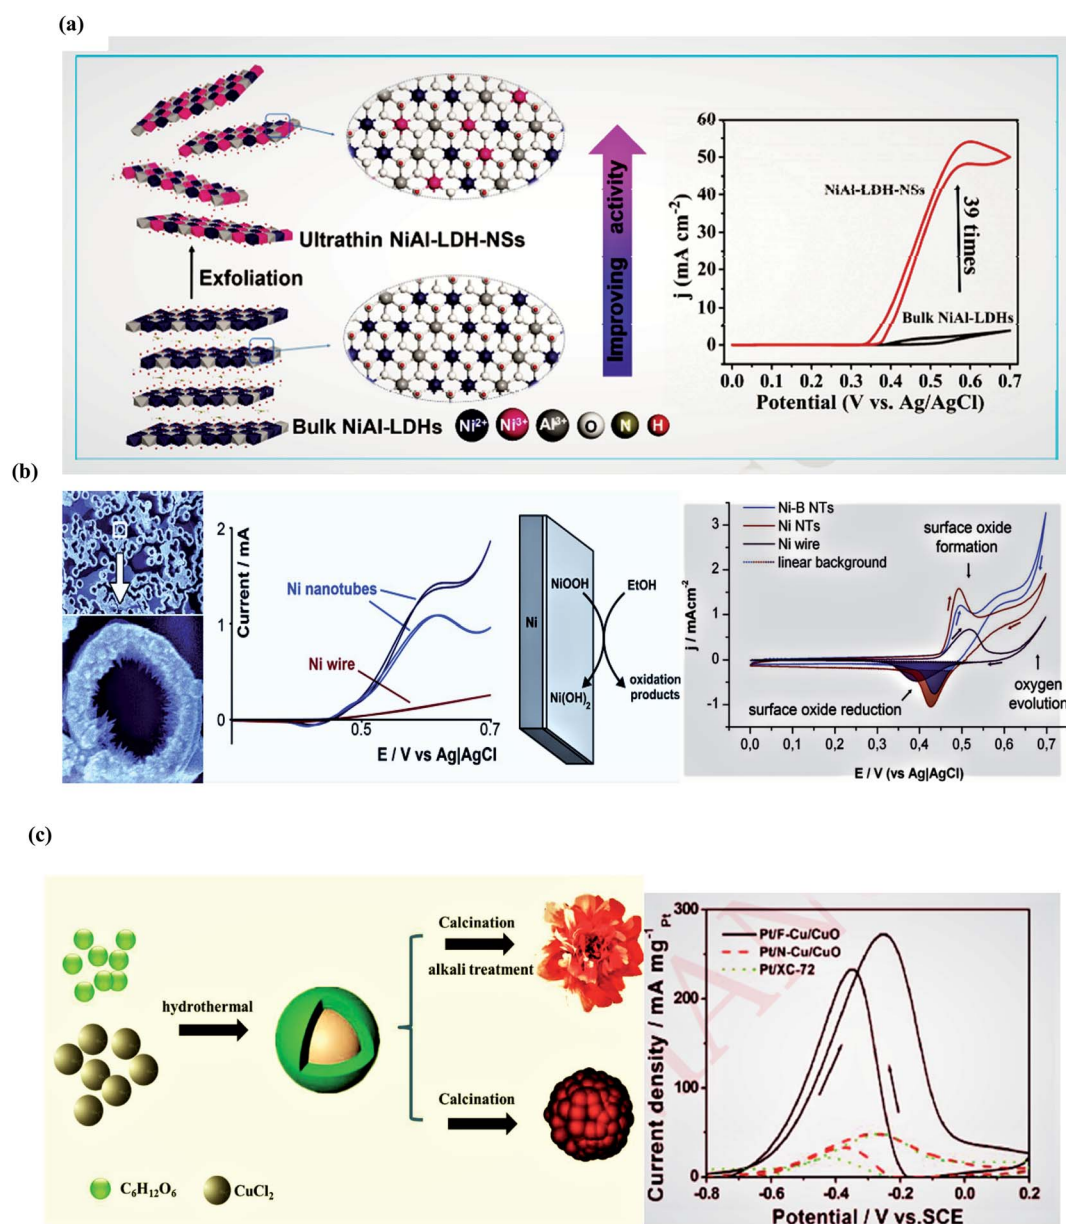 (a)
Ultrathin NiAl-LDH-NSs
Exfoliation
Bulk NiAl-LDHs
Ni²⁺ Ni³⁺ Al³⁺ O N H
Improving activity
60
50
40
30
20
10
0
j (mA cm⁻²)
NiAl-LDH-NSs
39 times
Bulk NiAl-LDHs
0.0 0.1 0.2 0.3 0.4 0.5 0.6 0.7
Potential (V vs. Ag/AgCl)
(b)
Current / mA
2
1
0
Ni nanotubes
Ni wire
0.5 0.7
E / V vs Ag|AgCl
Ni
NiOOH
EtOH
Ni(OH)₂
oxidation
products
Ni-B NTs
Ni NTs
Ni wire
linear background
surface oxide
formation
3
2
1
0
-1
j / mAcm⁻²
surface oxide reduction
oxygen
evolution
0,0 0,1 0,2 0,3 0,4 0,5 0,6 0,7
E / V (vs Ag|AgCl)
(c)
hydrothermal
Calcination
alkali treatment
Calcination
C₆H₁₂O₆
CuCl₂
300
200
100
0
Current density / mA mg⁻¹Pt
Pt/F-Cu/CuO
Pt/N-Cu/CuO
Pt/XC-72
-0.8 -0.6 -0.4 -0.2 0.0 0.2
Potential / V vs.SCE